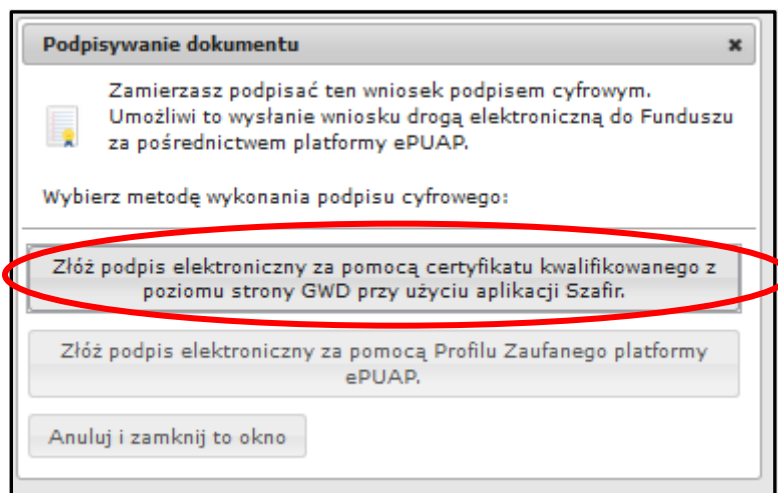 Podpisywanie dokumentu
Zamierzasz podpisać ten wniosek podpisem cyfrowym.
Umożliwi to wysłanie wniosku drogą elektroniczną do Funduszu
za pośrednictwem platformy ePUAP.
Wybierz metodę wykonania podpisu cyfrowego:
Złóż podpis elektroniczny za pomocą certyfikatu kwalifikowanego z
poziomu strony GWD przy użyciu aplikacji Szafir.
Złóż podpis elektroniczny za pomocą Profilu Zaufanego platformy
ePUAP.
Anuluj i zamknij to okno